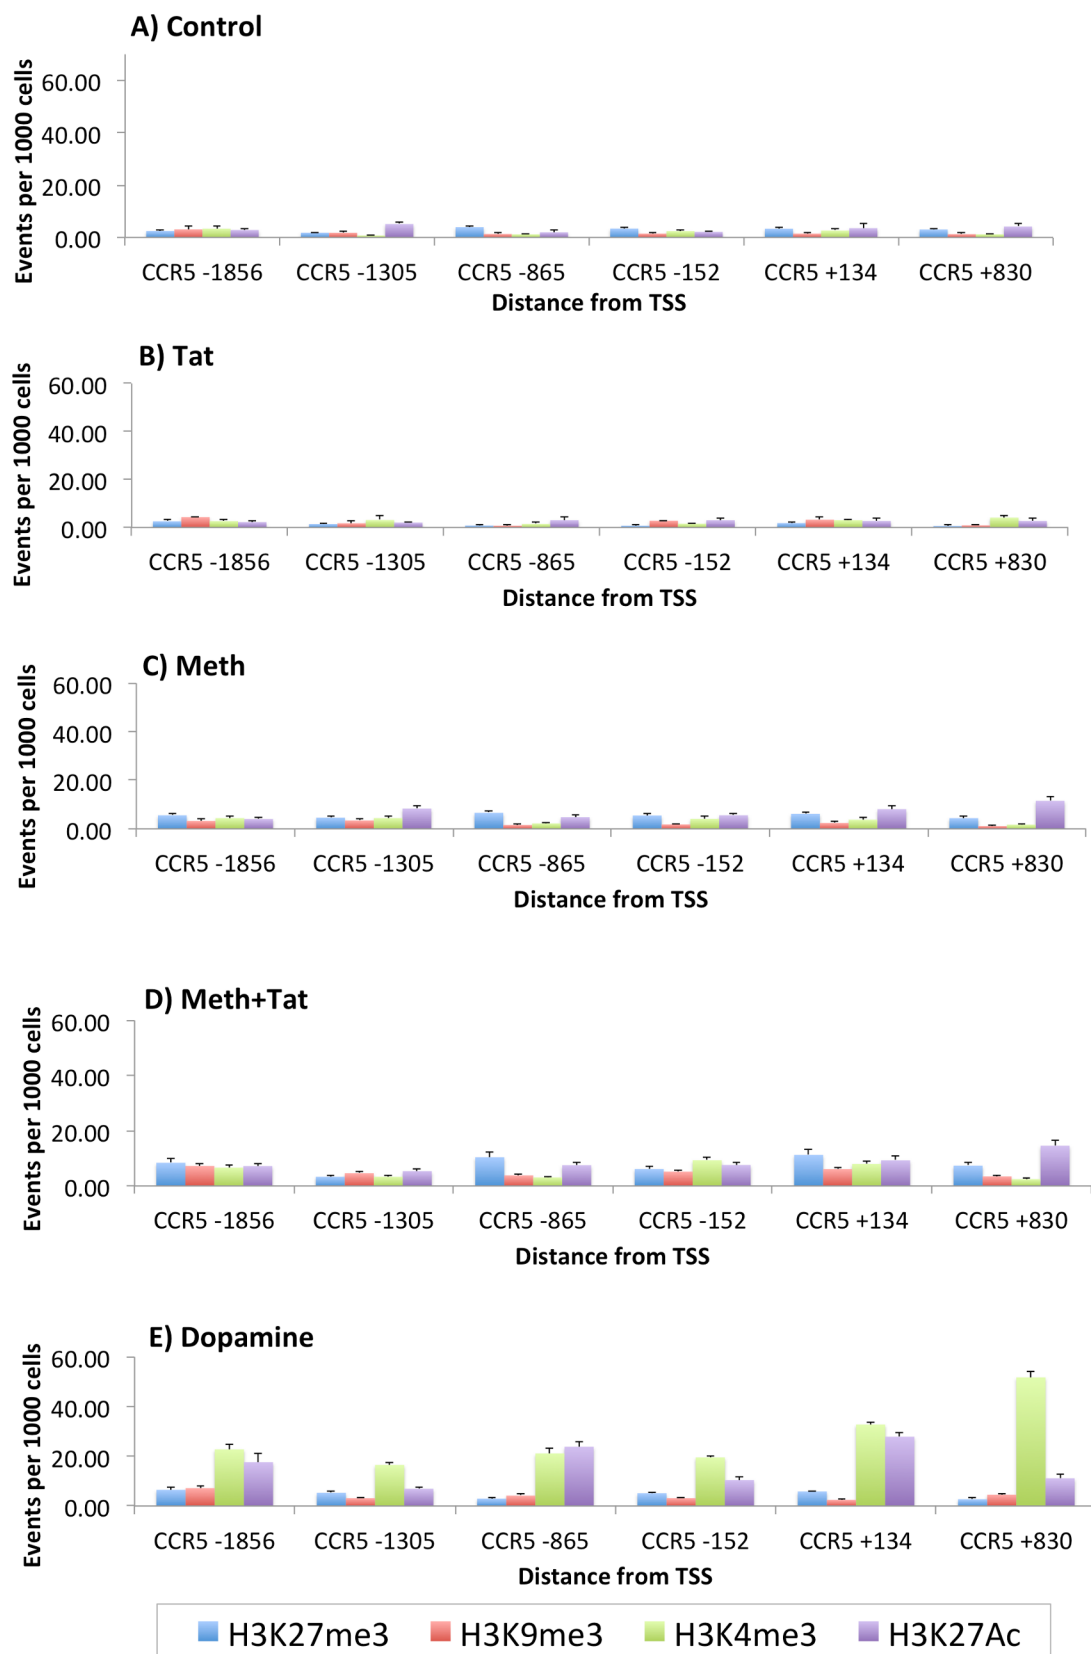 A) Control
Events per 1000 cells
60.00
40.00
20.00
0.00
CCR5 -1856 CCR5 -1305 CCR5 -865 CCR5 -152 CCR5 +134 CCR5 +830
Distance from TSS
B) Tat
Events per 1000 cells
60.00
40.00
20.00
0.00
CCR5 -1856 CCR5 -1305 CCR5 -865 CCR5 -152 CCR5 +134 CCR5 +830
Distance from TSS
C) Meth
Events per 1000 cells
60.00
40.00
20.00
0.00
CCR5 -1856 CCR5 -1305 CCR5 -865 CCR5 -152 CCR5 +134 CCR5 +830
Distance from TSS
D) Meth+Tat
Events per 1000 cells
60.00
40.00
20.00
0.00
CCR5 -1856 CCR5 -1305 CCR5 -865 CCR5 -152 CCR5 +134 CCR5 +830
Distance from TSS
E) Dopamine
Events per 1000 cells
60.00
40.00
20.00
0.00
CCR5 -1856 CCR5 -1305 CCR5 -865 CCR5 -152 CCR5 +134 CCR5 +830
Distance from TSS
H3K27me3 H3K9me3 H3K4me3 H3K27Ac